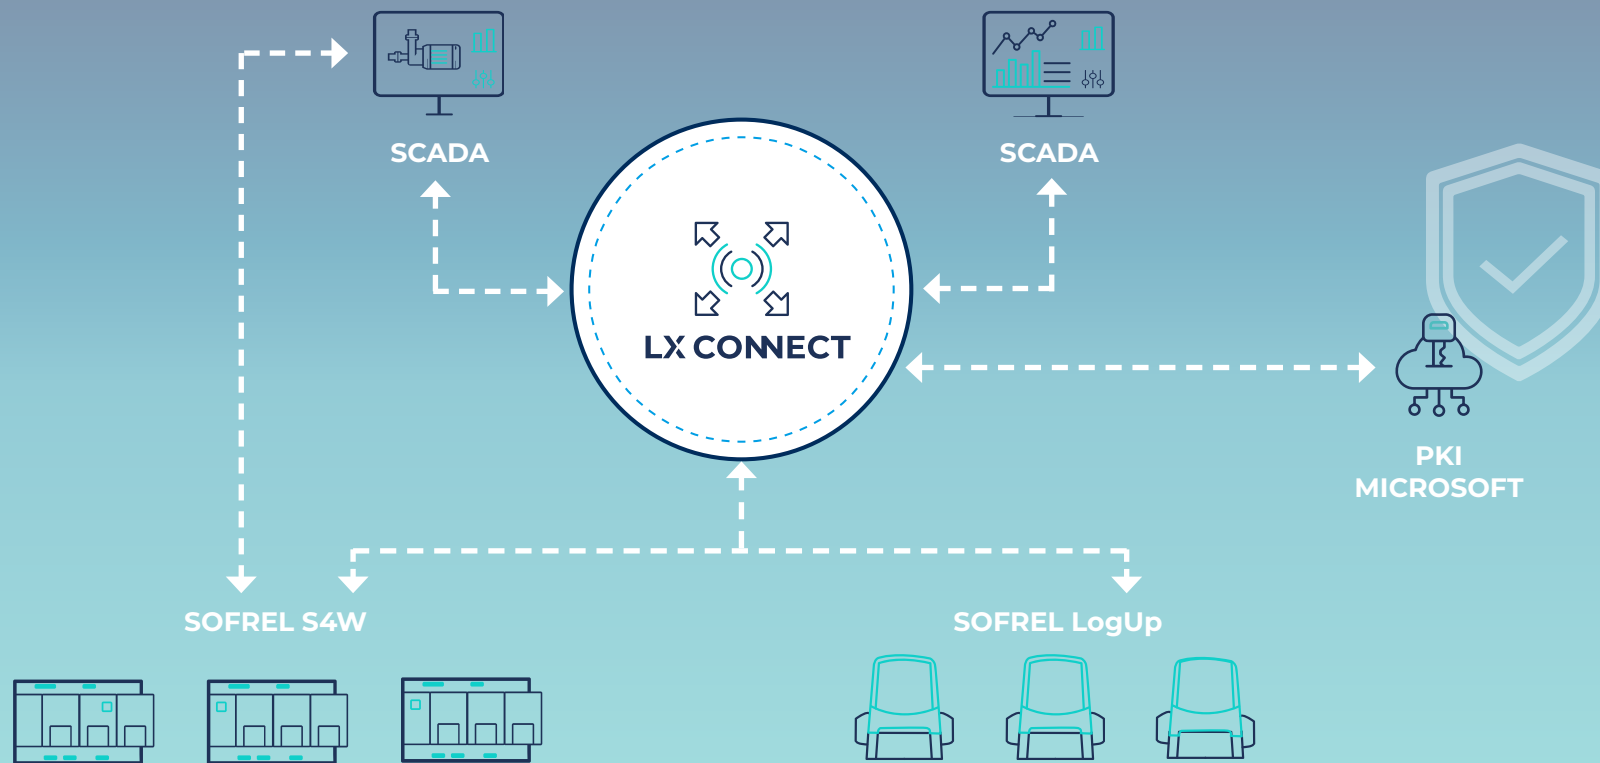 SCADA
SCADA
LX CONNECT
PKI
MICROSOFT
SOFREL S4W
SOFREL LogUp